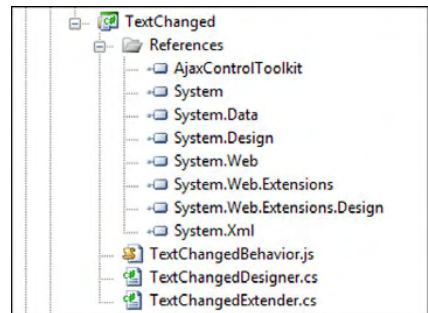 TextChanged
References
AjaxControlToolkit
System
System.Data
System.Design
System.Web
System.Web.Extensions
System.Web.Extensions.Design
System.Xml
TextChangedBehavior.js
TextChangedDesigner.cs
TextChangedExtender.cs